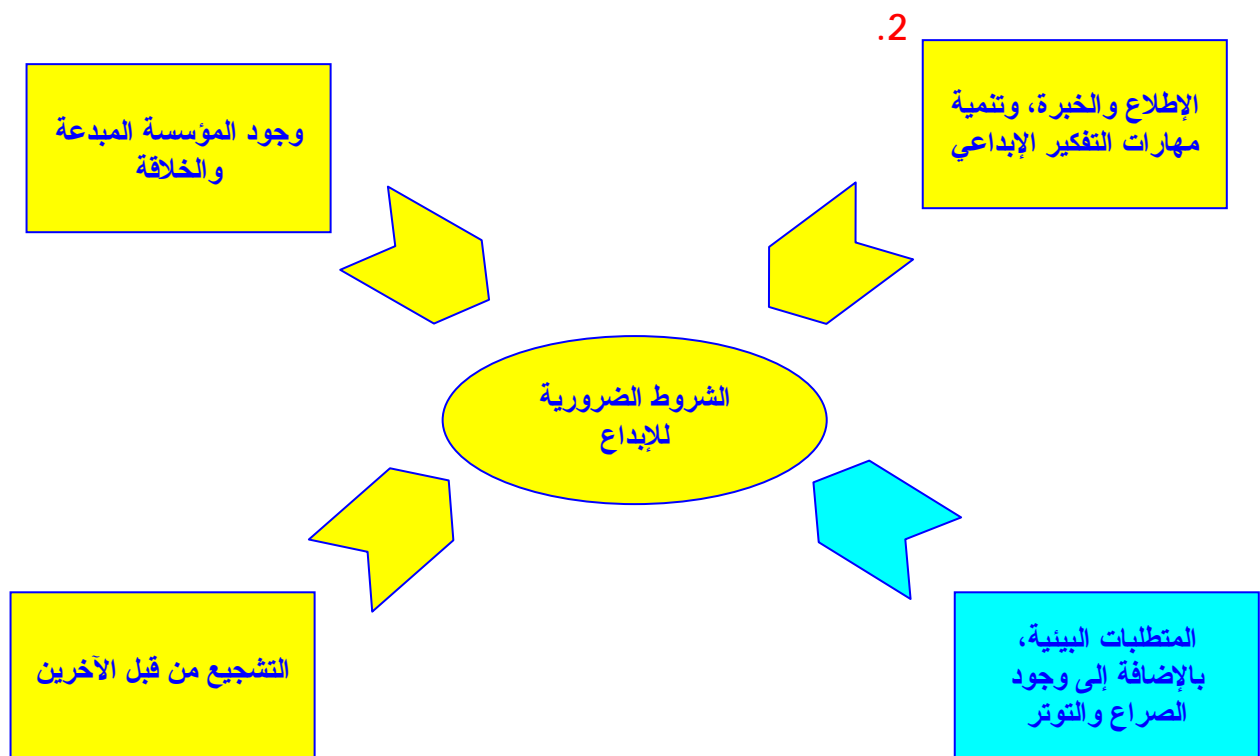 .2
الإطلاع والخبرة، وتنمية
مهارات التفكير الإبداعي
وجود المؤسسة المبدعة
والخلاقة
الشروط الضرورية
للإبداع
المتطلبات البيئية،
بالإضافة إلى وجود
الصراع والتوتر
التشجيع من قبل الآخرين